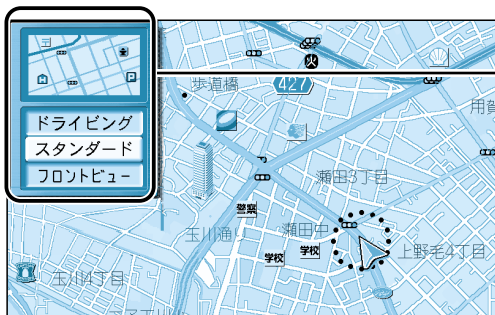 P
ドライビング
スタンダード
フロントビュー
火
歩道橋
427
用賀
瀬田3丁目
警察
玉川通り
瀬田中
学校
学校
上野毛4丁目
玉川4丁目